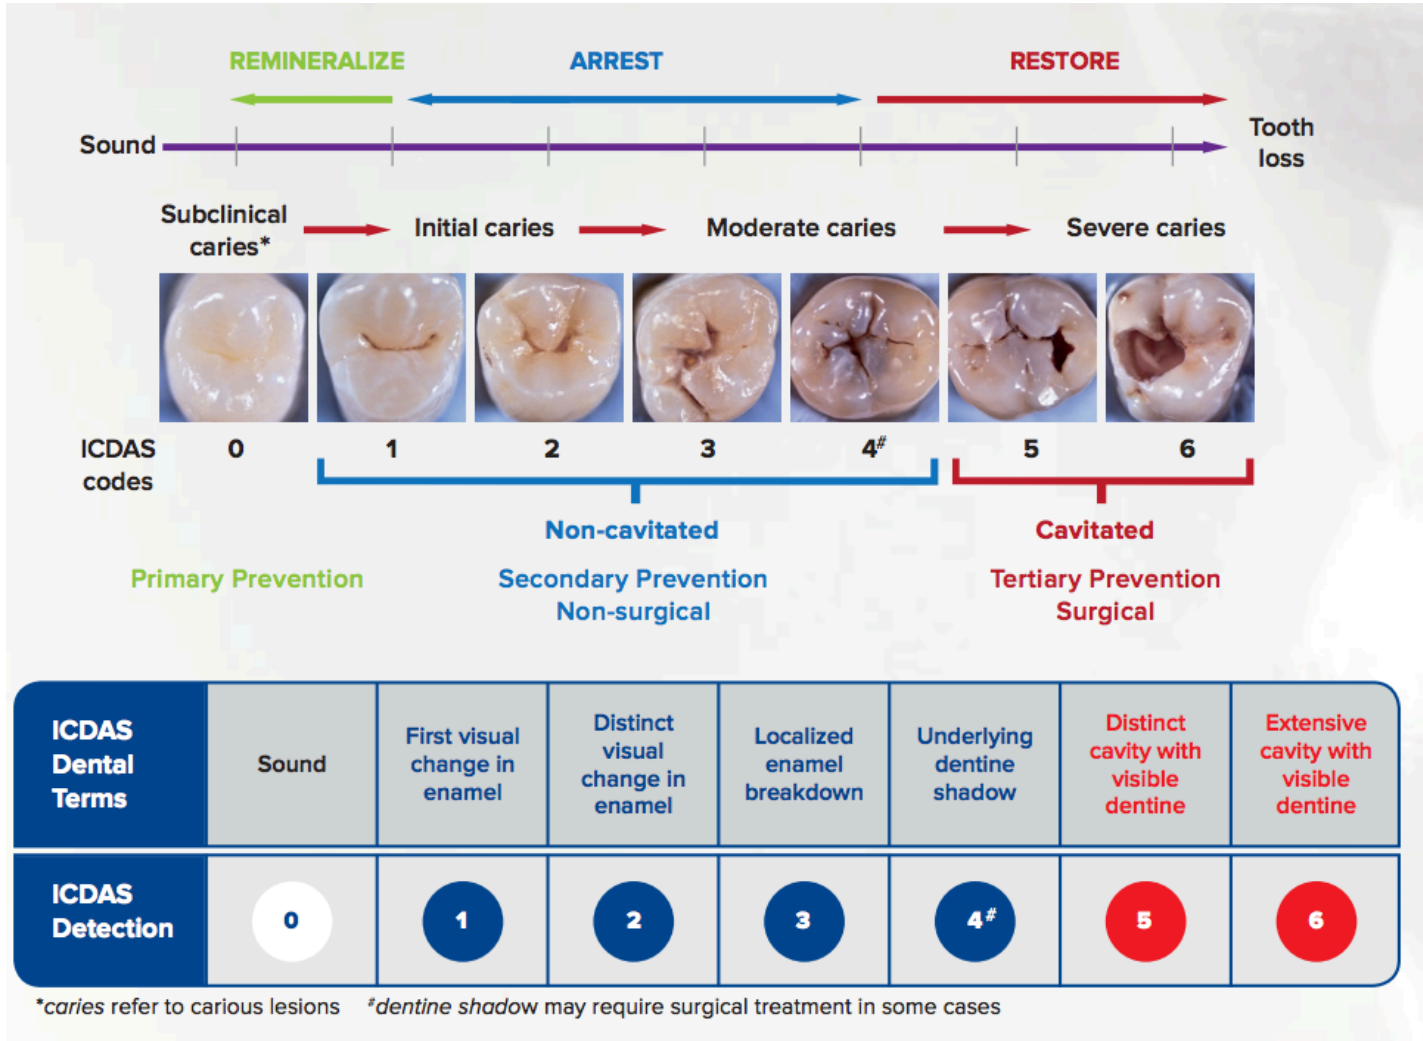 REMINERALIZE ARREST RESTORE
Sound
Tooth
loss
Subclinical
caries*
Initial caries
Moderate caries
Severe caries
ICDAS
codes
0 1 2 3 4# 5 6
Non-cavitated
Cavitated
Primary Prevention
Secondary Prevention
Non-surgical
Tertiary Prevention
Surgical
ICDAS
Dental
Terms
Sound
First visual
change in
enamel
Distinct
visual
change in
enamel
Localized
enamel
breakdown
Underlying
dentine
shadow
Distinct
cavity with
visible
dentine
Extensive
cavity with
visible
dentine
ICDAS
Detection
0 1 2 3 4# 5 6
*caries refer to carious lesions #dentine shadow may require surgical treatment in some cases